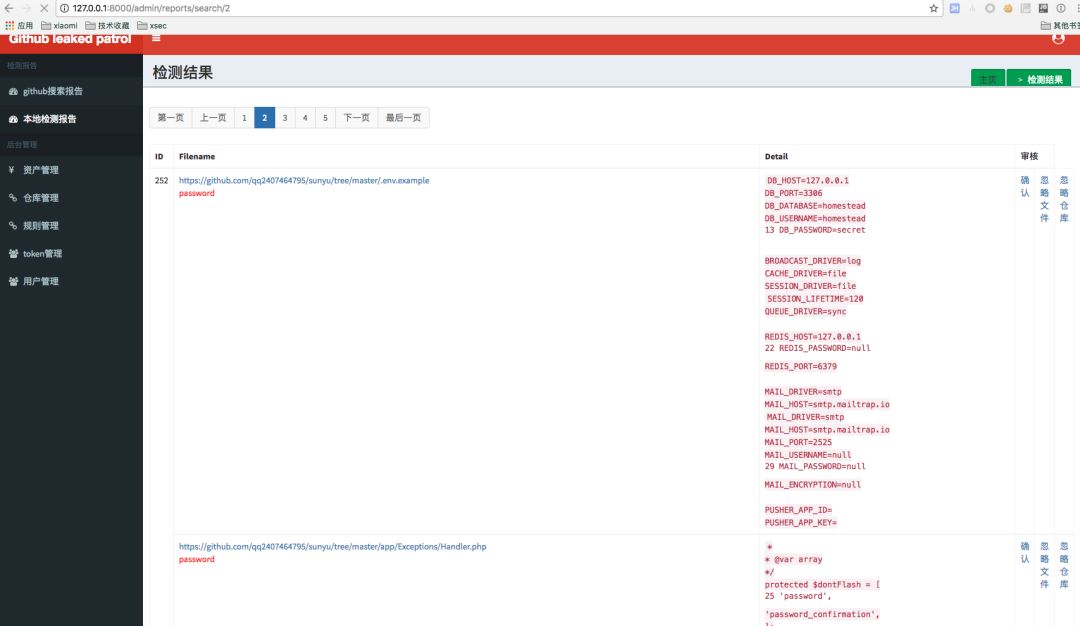 127.0.0.1:8000/admin/reports/search/2
应用 xiaomi 技术收藏 xsec 其他书签
Github leaked patrol
检测报告
github搜索报告
本地检测报告
后台管理
¥ 资产管理
仓库管理
规则管理
token管理
用户管理
检测结果
主页 > 检测结果
第一页 上一页 1 2 3 4 5 下一页 最后一页
ID Filename Detail 审核
252 https://github.com/qq2407464795/sunyu/tree/master/.env.example
password
DB_HOST=127.0.0.1
DB_PORT=3306
DB_DATABASE=homestead
DB_USERNAME=homestead
13 DB_PASSWORD=secret
BROADCAST_DRIVER=log
CACHE_DRIVER=file
SESSION_DRIVER=file
SESSION_LIFETIME=120
QUEUE_DRIVER=sync
REDIS_HOST=127.0.0.1
22 REDIS_PASSWORD=null
REDIS_PORT=6379
MAIL_DRIVER=smtp
MAIL_HOST=smtp.mailtrap.io
MAIL_DRIVER=smtp
MAIL_HOST=smtp.mailtrap.io
MAIL_PORT=2525
MAIL_USERNAME=null
29 MAIL_PASSWORD=null
MAIL_ENCRYPTION=null
PUSHER_APP_ID=
PUSHER_APP_KEY=
确认 忽略文件 忽略仓库
https://github.com/qq2407464795/sunyu/tree/master/app/Exceptions/Handler.php
password
*
* @var array
*/
protected $dontFlash = [
25 'password',
'password_confirmation',
];
确认 忽略文件 忽略仓库